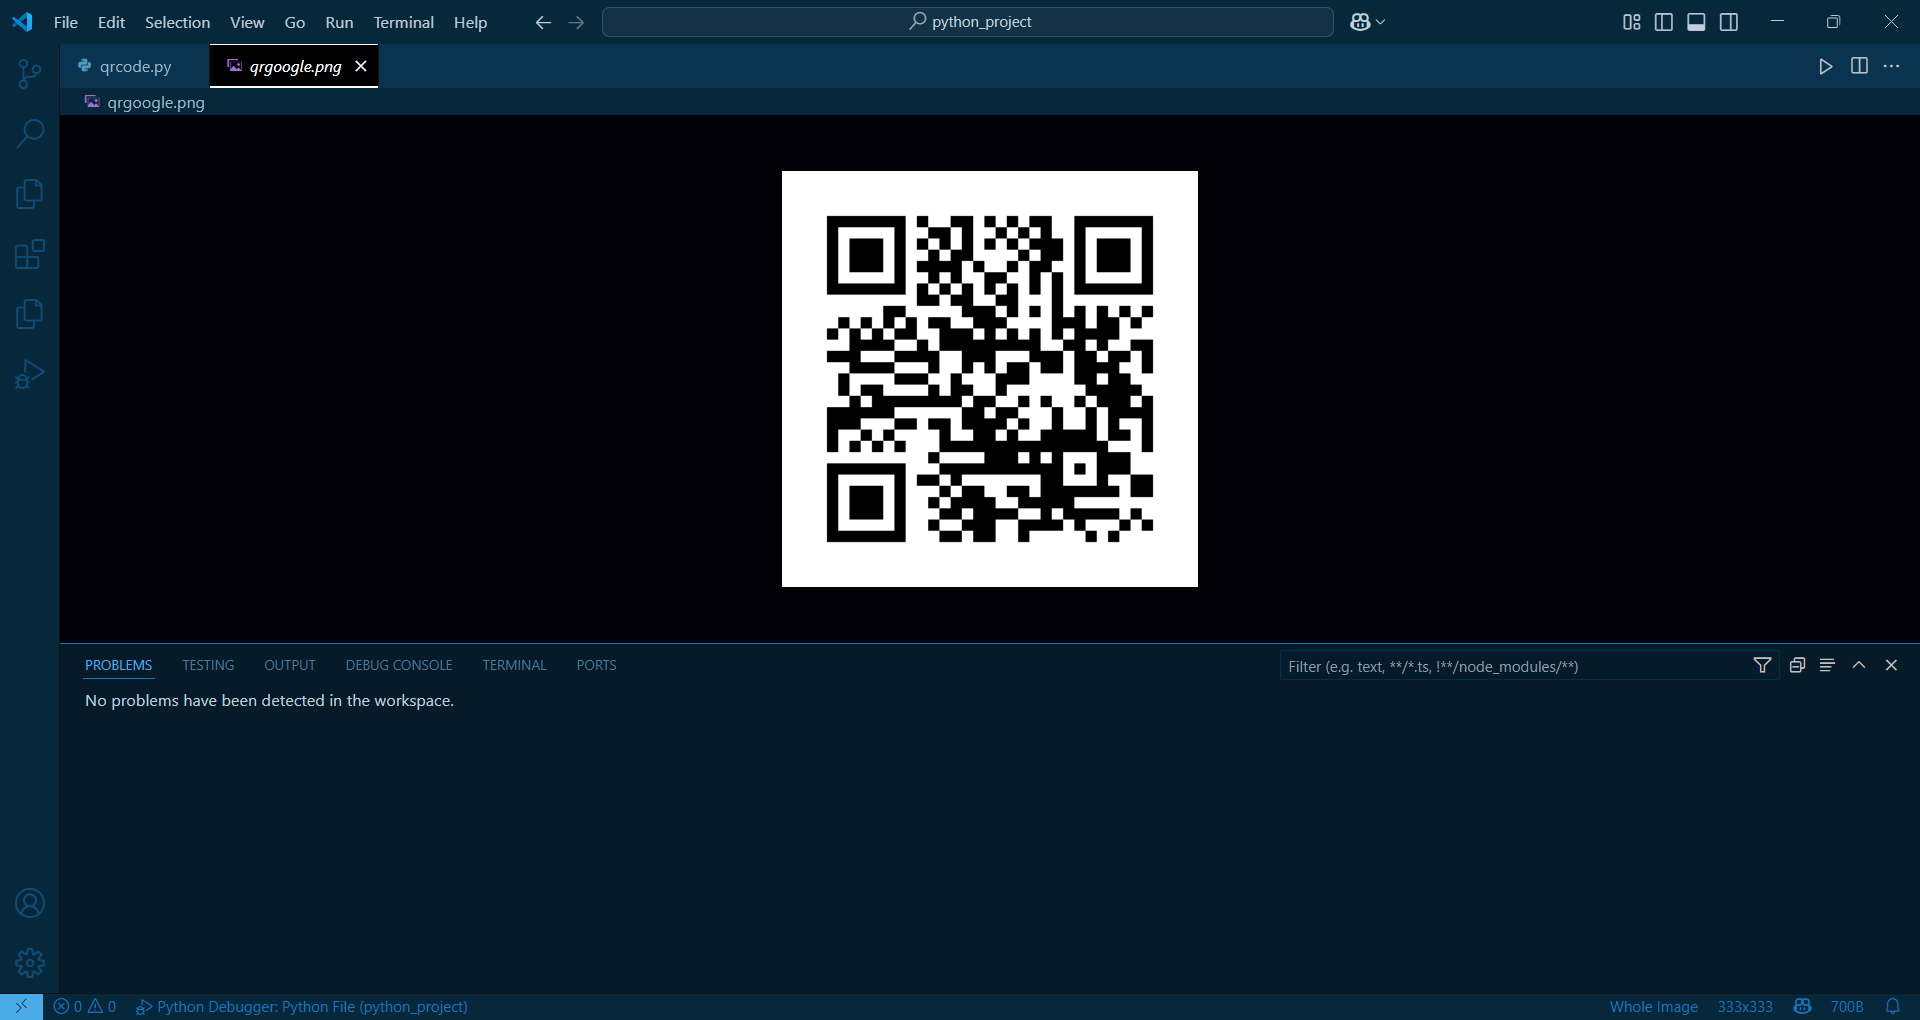 File Edit Selection View Go Run Terminal Help
python_project
qrcode.py
qrgoogle.png
qrgoogle.png
PROBLEMS TESTING OUTPUT DEBUG CONSOLE TERMINAL PORTS
Filter (e.g. text, **/*.ts, !**/node_modules/**)
No problems have been detected in the workspace.
0 0 Python Debugger: Python File (python_project)
Whole Image 333x333 700B